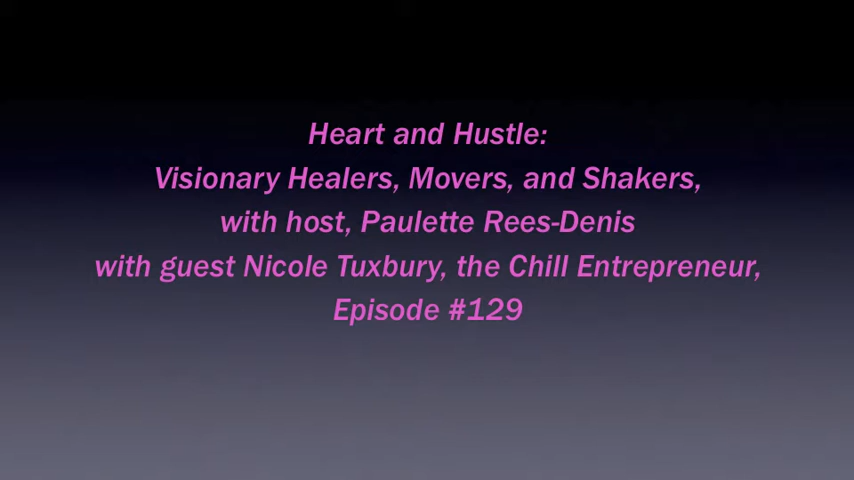 Heart and Hustle:
Visionary Healers, Movers, and Shakers,
with host, Paulette Rees-Denis
with guest Nicole Tuxbury, the Chill Entrepreneur,
Episode #129